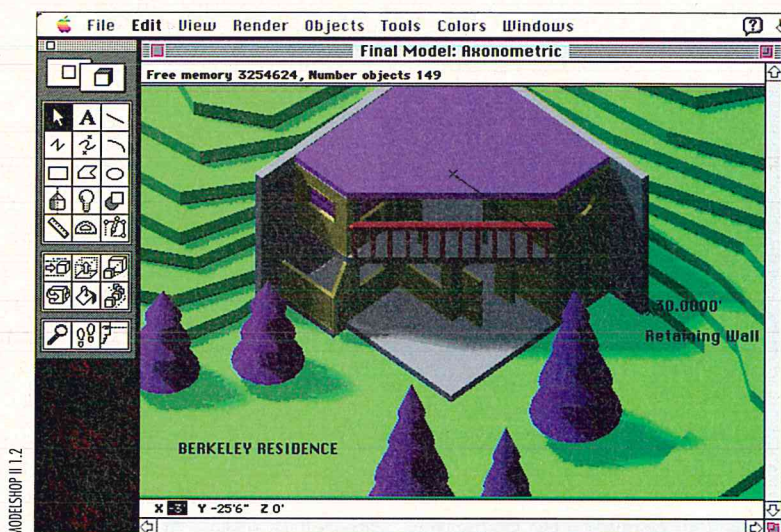 File Edit View Render Objects Tools Colors Windows
Final Model: Axonometric
Free memory 3254624, Number objects 149
A
30.0000'
Retaining Wall
BERKELEY RESIDENCE
X -3' Y -25'6" Z 0'
MODELSHOP II 1.2